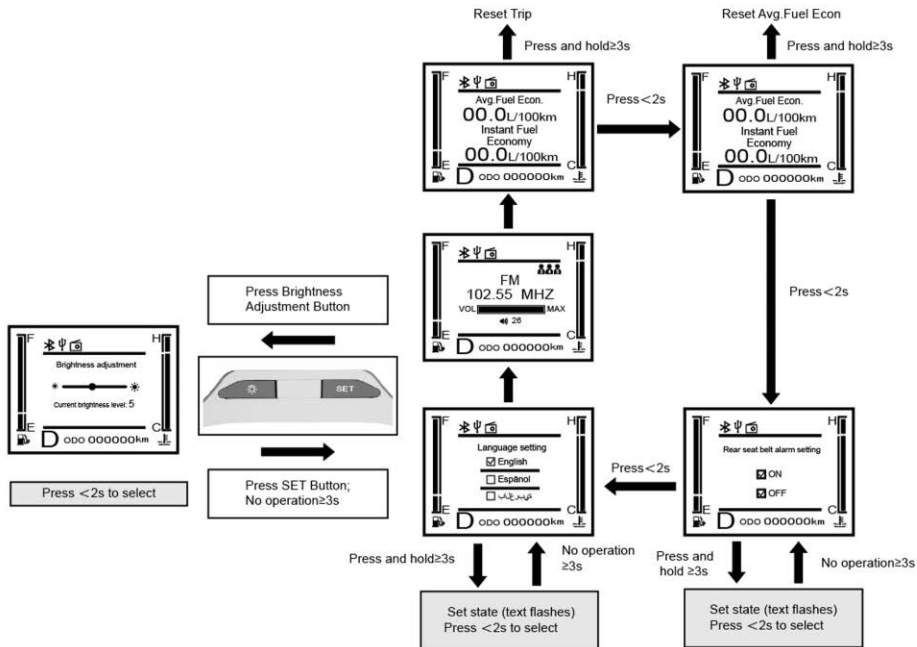 Reset Trip
Press and hold≥3s
F
H
Avg.Fuel Econ.
00.0L/100km
Instant Fuel
Economy
00.0L/100km
E
C
D ODO 000000km
Press<2s
Reset Avg.Fuel Econ
Press and hold≥3s
F
H
Avg.Fuel Econ.
00.0L/100km
Instant Fuel
Economy
00.0L/100km
E
C
D ODO 000000km
Press<2s
F
H
FM
102.55 MHZ
VOL MAX
26
E
C
D ODO 000000km
Press Brightness
Adjustment Button
SET
Press SET Button;
No operation≥3s
F
H
Brightness adjustment
Current brightness level: 5
E
C
D ODO 000000km
Press <2s to select
F
H
Language setting
English
Espãnol
E
C
D ODO 000000km
Press<2s
F
H
Rear seat belt alarm setting
ON
OFF
E
C
D ODO 000000km
Press and hold≥3s
No operation
≥3s
Set state (text flashes)
Press <2s to select
Press and
hold ≥3s
No operation≥3s
Set state (text flashes)
Press <2s to select